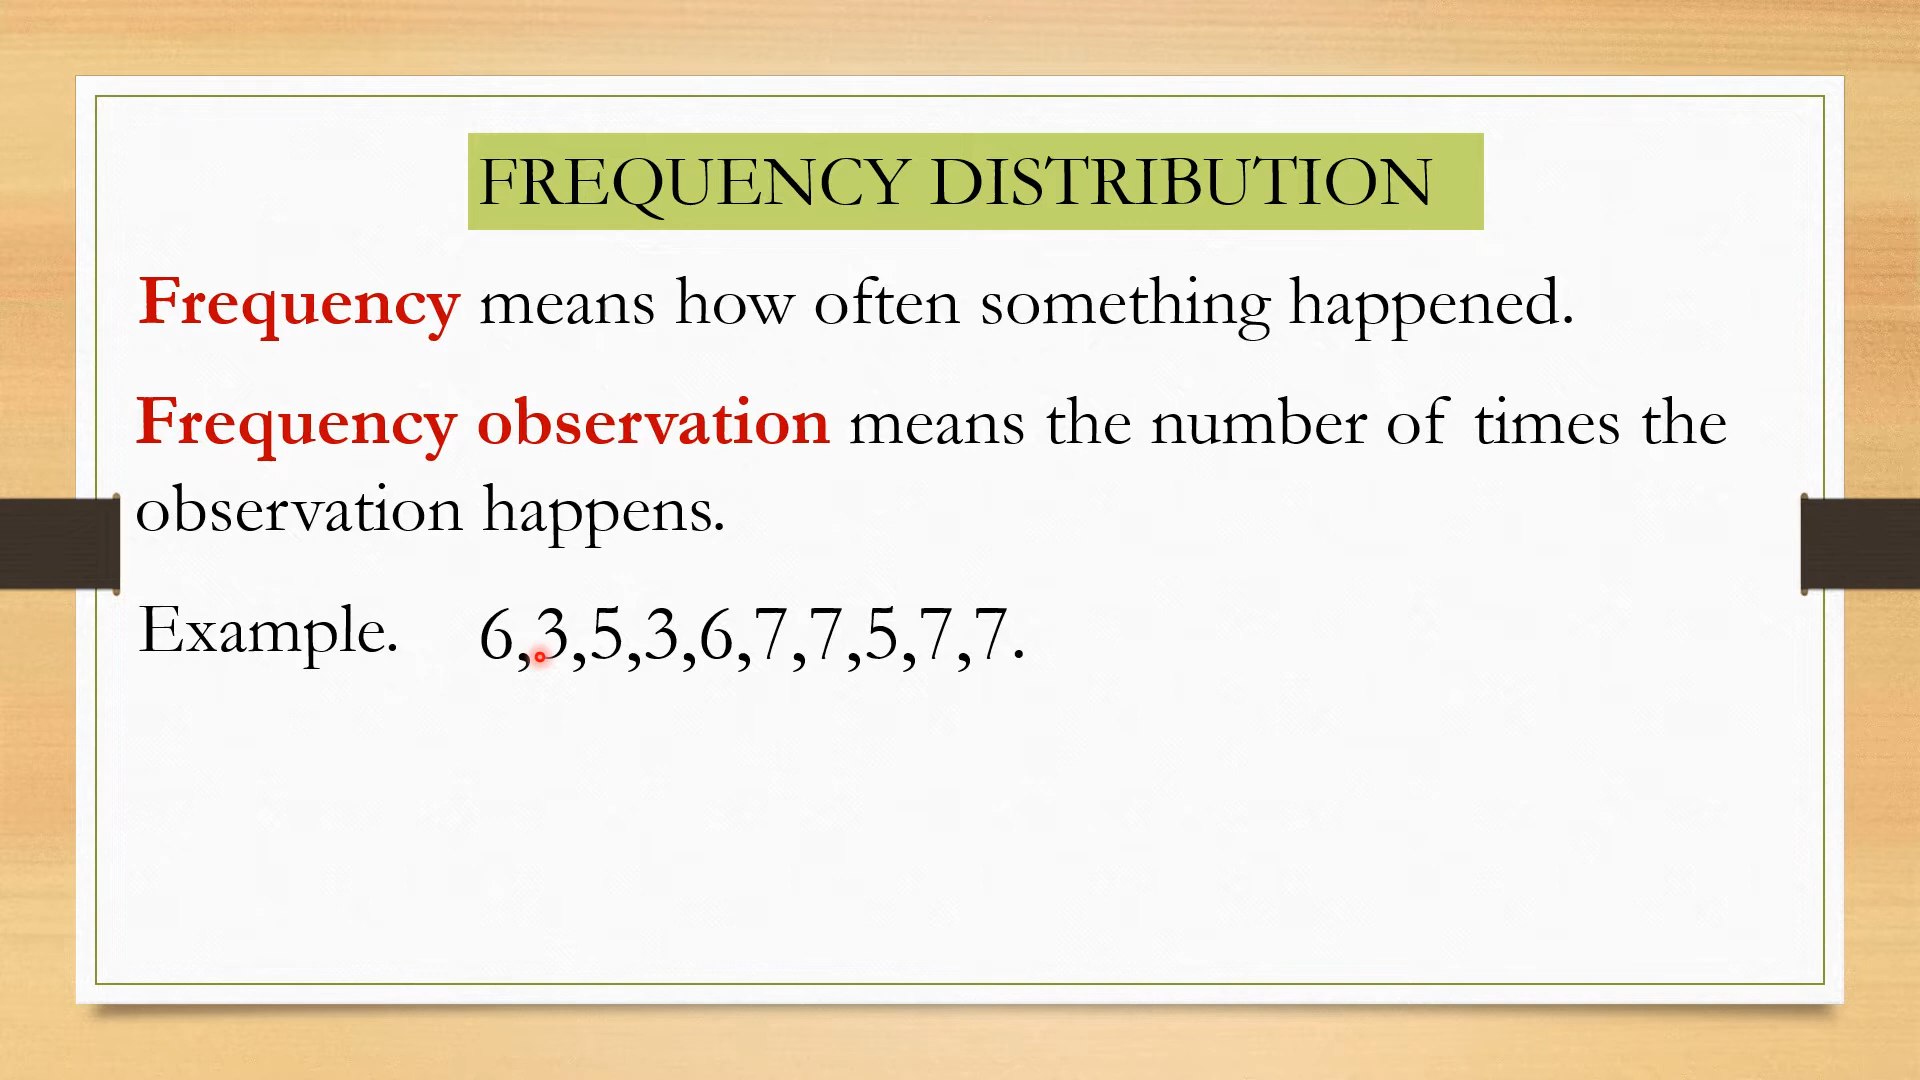 FREQUENCY DISTRIBUTION
Frequency means how often something happened.
Frequency observation means the number of times the
observation happens.
Example. 6,3,5,3,6,7,7,5,7,7.